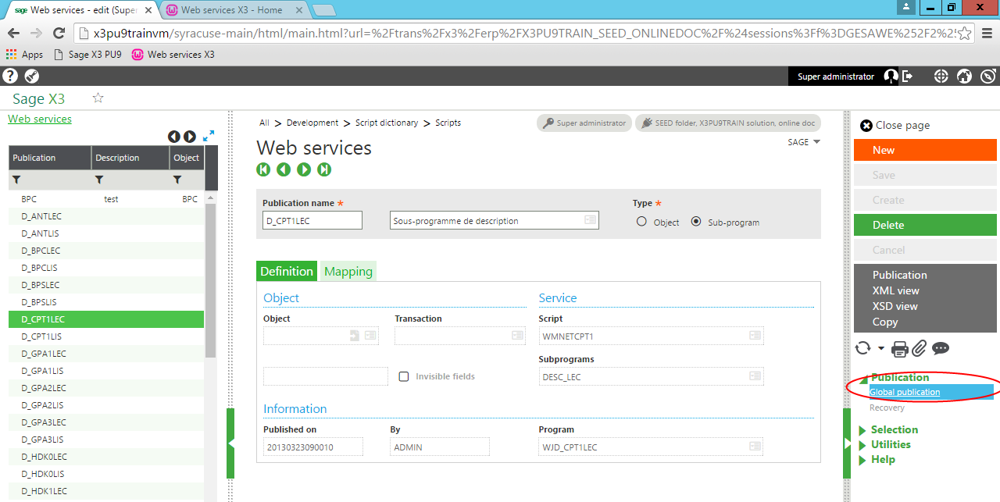 sage Web services - edit (Super
Web services X3 - Home
x3pu9trainvm/syracuse-main/html/main.html?url=%2Ftrans%2Fx3%2Ferp%2FX3PU9TRAIN_SEED_ONLINEDOC%2F%24sessions%3Ff%3DGESAWE%252F2%25
Apps Sage X3 PU9 Web services X3
Super administrator
Sage X3
Web services
Publication Description Object
BPC test BPC
D_ANTLEC
D_ANTLIS
D_BPCLEC
D_BPCLIS
D_BPSLEC
D_BPSLIS
D_CPT1LEC
D_CPT1LIS
D_GPA1LEC
D_GPA1LIS
D_GPA2LEC
D_GPA2LIS
D_GPA3LEC
D_GPA3LIS
D_HDK0LEC
D_HDK0LIS
D_HDK1LEC
All > Development > Script dictionary > Scripts
Super administrator
SEED folder, X3PU9TRAIN solution, online doc
SAGE
Web services
Publication name *
Type *
D_CPT1LEC
Sous-programme de description
Object Sub-program
Definition Mapping
Object
Service
Object Transaction Script
WMNETCPT1
Subprograms
Invisible fields
DESC_LEC
Information
Published on By Program
20130323090010 ADMIN WJD_CPT1LEC
Close page
New
Save
Create
Delete
Cancel
Publication
XML view
XSD view
Copy
Publication
Global publication
Recovery
Selection
Utilities
Help